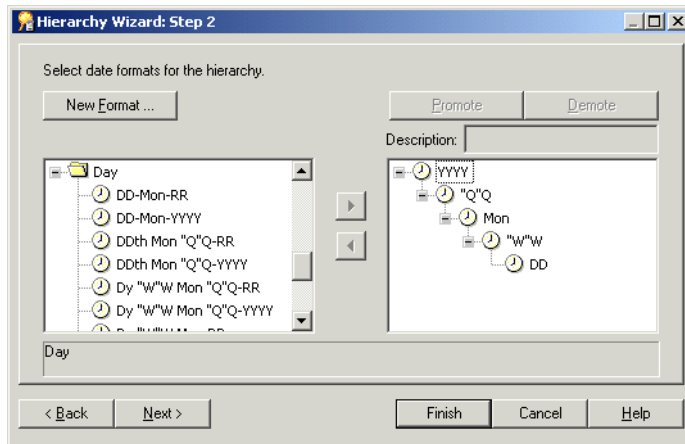 Hierarchy Wizard: Step 2
Select date formats for the hierarchy.
New Format ...
Promote
Demote
Description:
Day
DD-Mon-RR
DD-Mon-YYYY
DDth Mon "Q"Q-RR
DDth Mon "Q"Q-YYYY
Dy "W"W Mon "Q"Q-RR
Dy "W"W Mon "Q"Q-YYYY
YYYY
"Q"Q
Mon
"W"W
DD
Day
< Back
Next >
Finish
Cancel
Help